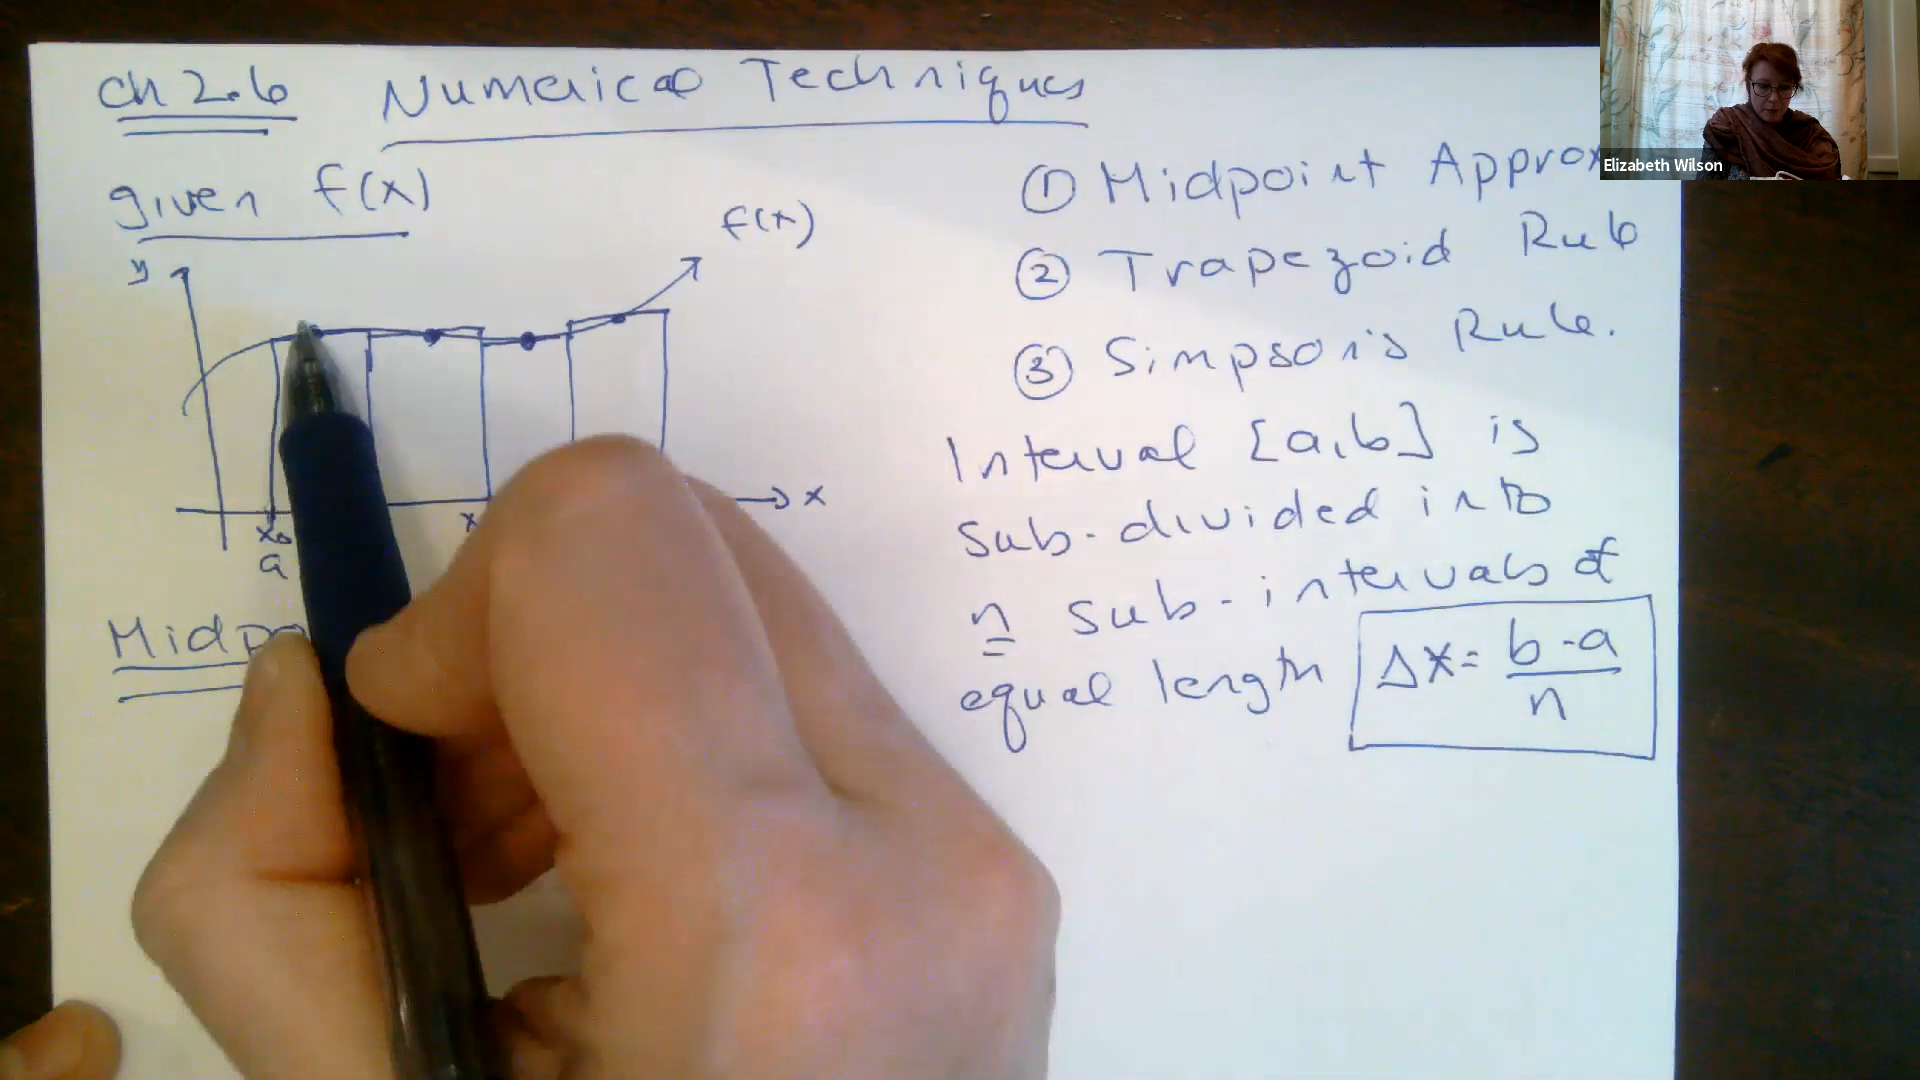 Ch 2.6 Numerical Techniques
given f(x)
y
f(x)
x
x₀
x
a
Midpo
① Midpoint Approx
② Trapezoid Rule
③ Simpson's Rule.
Interval [a,b] is
sub-divided into
n sub-intervals of
equal length Δx = b-a
n
Elizabeth Wilson